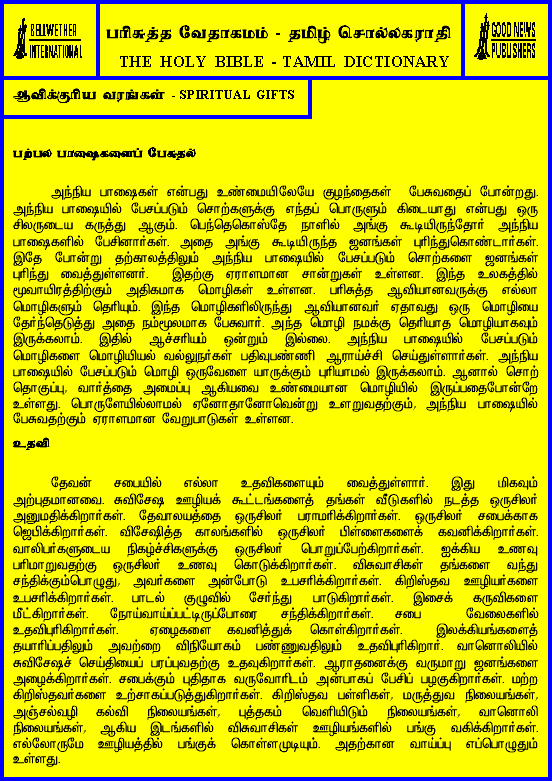 BELLWETHER
INTERNATIONAL
பரிசுத்த வேதாகமம் - தமிழ் சொல்லகராதி
THE HOLY BIBLE - TAMIL DICTIONARY
GOOD NEWS
PUBLISHERS
ஆவிக்குரிய வரங்கள் - SPIRITUAL GIFTS
பற்பல பாஷைகளைப் பேசுதல்
அந்நிய பாஷைகள் என்பது உண்மையிலேயே குழந்தைகள் பேசுவதைப் போன்றது.
அந்நிய பாஷையில் பேசப்படும் சொற்களுக்கு எந்தப் பொருளும் கிடையாது என்பது ஒரு
சிலருடைய கருத்து ஆகும். பெந்தெகொஸ்தே நாளில் அங்கு கூடியிருந்தோர் அந்நிய
பாஷைகளில் பேசினார்கள். அதை அங்கு கூடியிருந்த ஜனங்கள் புரிந்துகொண்டார்கள்.
இதே போன்று தற்காலத்திலும் அந்நிய பாஷையில் பேசப்படும் சொற்களை ஜனங்கள்
புரிந்து வைத்துள்ளனர். இதற்கு ஏராளமான சான்றுகள் உள்ளன. இந்த உலகத்தில்
மூவாயிரத்திற்கும் அதிகமாக மொழிகள் உள்ளன. பரிசுத்த ஆவியானவருக்கு எல்லா
மொழிகளும் தெரியும். இந்த மொழிகளிலிருந்து ஆவியானவர் ஏதாவது ஒரு மொழியை
தேர்ந்தெடுத்து அதை நம்மூலமாக பேசுவார். அந்த மொழி நமக்கு தெரியாத மொழியாகவும்
இருக்கலாம். இதில் ஆச்சரியம் ஒன்றும் இல்லை. அந்நிய பாஷையில் பேசப்படும்
மொழிகளை மொழியியல் வல்லுநர்கள் பதிவுபண்ணி ஆராய்ச்சி செய்துள்ளார்கள். அந்நிய
பாஷையில் பேசப்படும் மொழி ஒருவேளை யாருக்கும் புரியாமல் இருக்கலாம். ஆனால் சொற்
தொகுப்பு, வார்த்தை அமைப்பு ஆகியவை உண்மையான மொழியில் இருப்பதைபோன்றே
உள்ளது. பொருளேயில்லாமல் ஏனோதானோவென்று உளறுவதற்கும், அந்நிய பாஷையில்
பேசுவதற்கும் ஏராளமான வேறுபாடுகள் உள்ளன.
உதவி
தேவன் சபையில் எல்லா உதவிகளையும் வைத்துள்ளார். இது மிகவும்
அற்புதமானவை. சுவிசேஷ ஊழியக் கூட்டங்களைத் தங்கள் வீடுகளில் நடத்த ஒருசிலர்
அனுமதிக்கிறார்கள். தேவாலயத்தை ஒருசிலர் பராமரிக்கிறார்கள். ஒருசிலர் சபைக்காக
ஜெபிக்கிறார்கள். விசேஷித்த காலங்களில் ஒருசிலர் பிள்ளைகளைக் கவனிக்கிறார்கள்.
வாலிபர்களுடைய நிகழ்ச்சிகளுக்கு ஒருசிலர் பொறுப்பேற்கிறார்கள். ஐக்கிய உணவு
பரிமாறுவதற்கு ஒருசிலர் உணவு கொடுக்கிறார்கள். விசுவாசிகள் தங்களை வந்து
சந்திக்கும்பொழுது, அவர்களை அன்போடு உபசரிக்கிறார்கள். கிறிஸ்தவ ஊழியர்களை
உபசரிக்கிறார்கள். பாடல் குழுவில் சேர்ந்து பாடுகிறார்கள். இசைக் கருவிகளை
மீட்கிறார்கள். நோய்வாய்ப்பட்டிருப்போரை சந்திக்கிறார்கள். சபை வேலைகளில்
உதவிபுரிகிறார்கள். ஏழைகளை கவனித்துக் கொள்கிறார்கள். இலக்கியங்களைத்
தயாரிப்பதிலும் அவற்றை விநியோகம் பண்ணுவதிலும் உதவிபுரிகிறார். வானொலியில்
சுவிசேஷச் செய்தியைப் பரப்புவதற்கு உதவுகிறார்கள். ஆராதனைக்கு வருமாறு ஜனங்களை
அழைக்கிறார்கள். சபைக்கும் புதிதாக வருவோரிடம் அன்பாகப் பேசிப் பழகுகிறார்கள். மற்ற
கிறிஸ்தவர்களை உற்சாகப்படுத்துகிறார்கள். கிறிஸ்தவ பள்ளிகள், மருத்துவ நிலையங்கள்,
அஞ்சல்வழி கல்வி நிலையங்கள், புத்தகம் வெளியிடும் நிலையங்கள், வானொலி
நிலையங்கள், ஆகிய இடங்களில் விசுவாசிகள் ஊழியங்களில் பங்கு வகிக்கிறார்கள்.
எல்லோருமே ஊழியத்தில் பங்குக் கொள்ளமுடியும். அதற்கான வாய்ப்பு எப்பொழுதும்
உள்ளது.